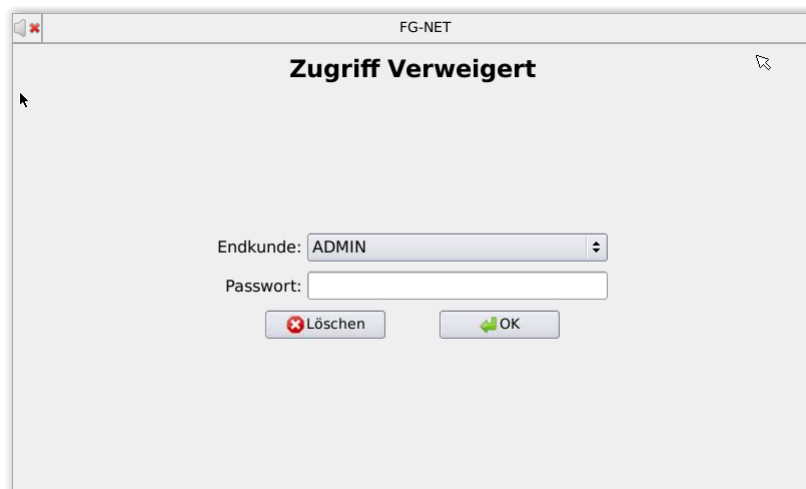 FG-NET
Zugriff Verweigert
Endkunde: ADMIN
Passwort:
Löschen OK